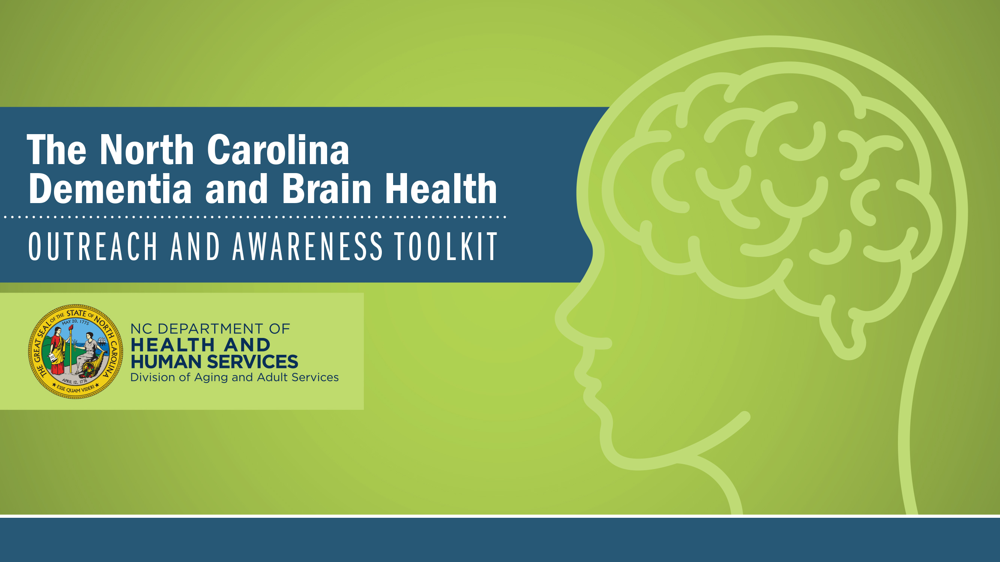 The North Carolina
Dementia and Brain Health
OUTREACH AND AWARENESS TOOLKIT
THE GREAT SEAL OF THE STATE OF NORTH CAROLINA
MAY 20, 1775
APRIL 12, 1776
★ ESSE QUAM VIDERI ★
NC DEPARTMENT OF
HEALTH AND
HUMAN SERVICES
Division of Aging and Adult Services